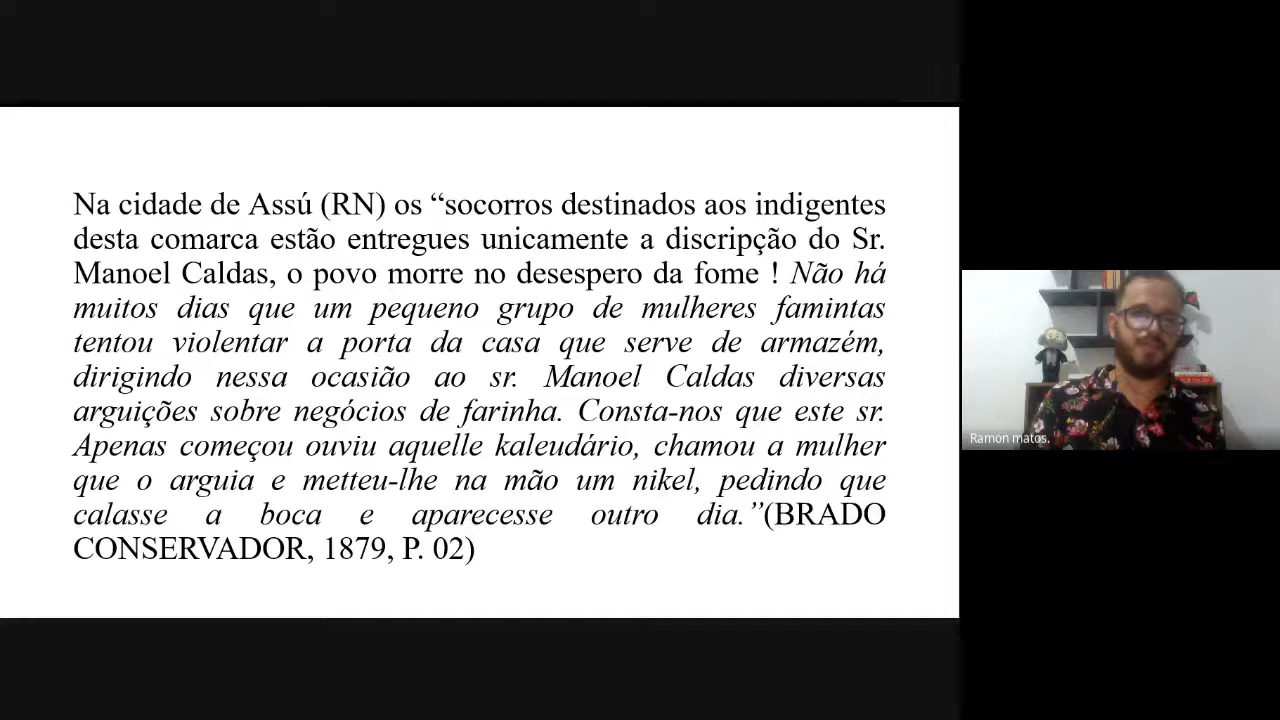 Na cidade de Assú (RN) os “socorros destinados aos indigentes
desta comarca estão entregues unicamente a discripção do Sr.
Manoel Caldas, o povo morre no desespero da fome ! Não há
muitos dias que um pequeno grupo de mulheres famintas
tentou violentar a porta da casa que serve de armazém,
dirigindo nessa ocasião ao sr. Manoel Caldas diversas
arguições sobre negócios de farinha. Consta-nos que este sr.
Apenas começou ouviu aquelle kaleudário, chamou a mulher
que o arguia e metteu-lhe na mão um nikel, pedindo que
calasse a boca e aparecesse outro dia.”(BRADO
CONSERVADOR, 1879, P. 02)
Ramon matos.